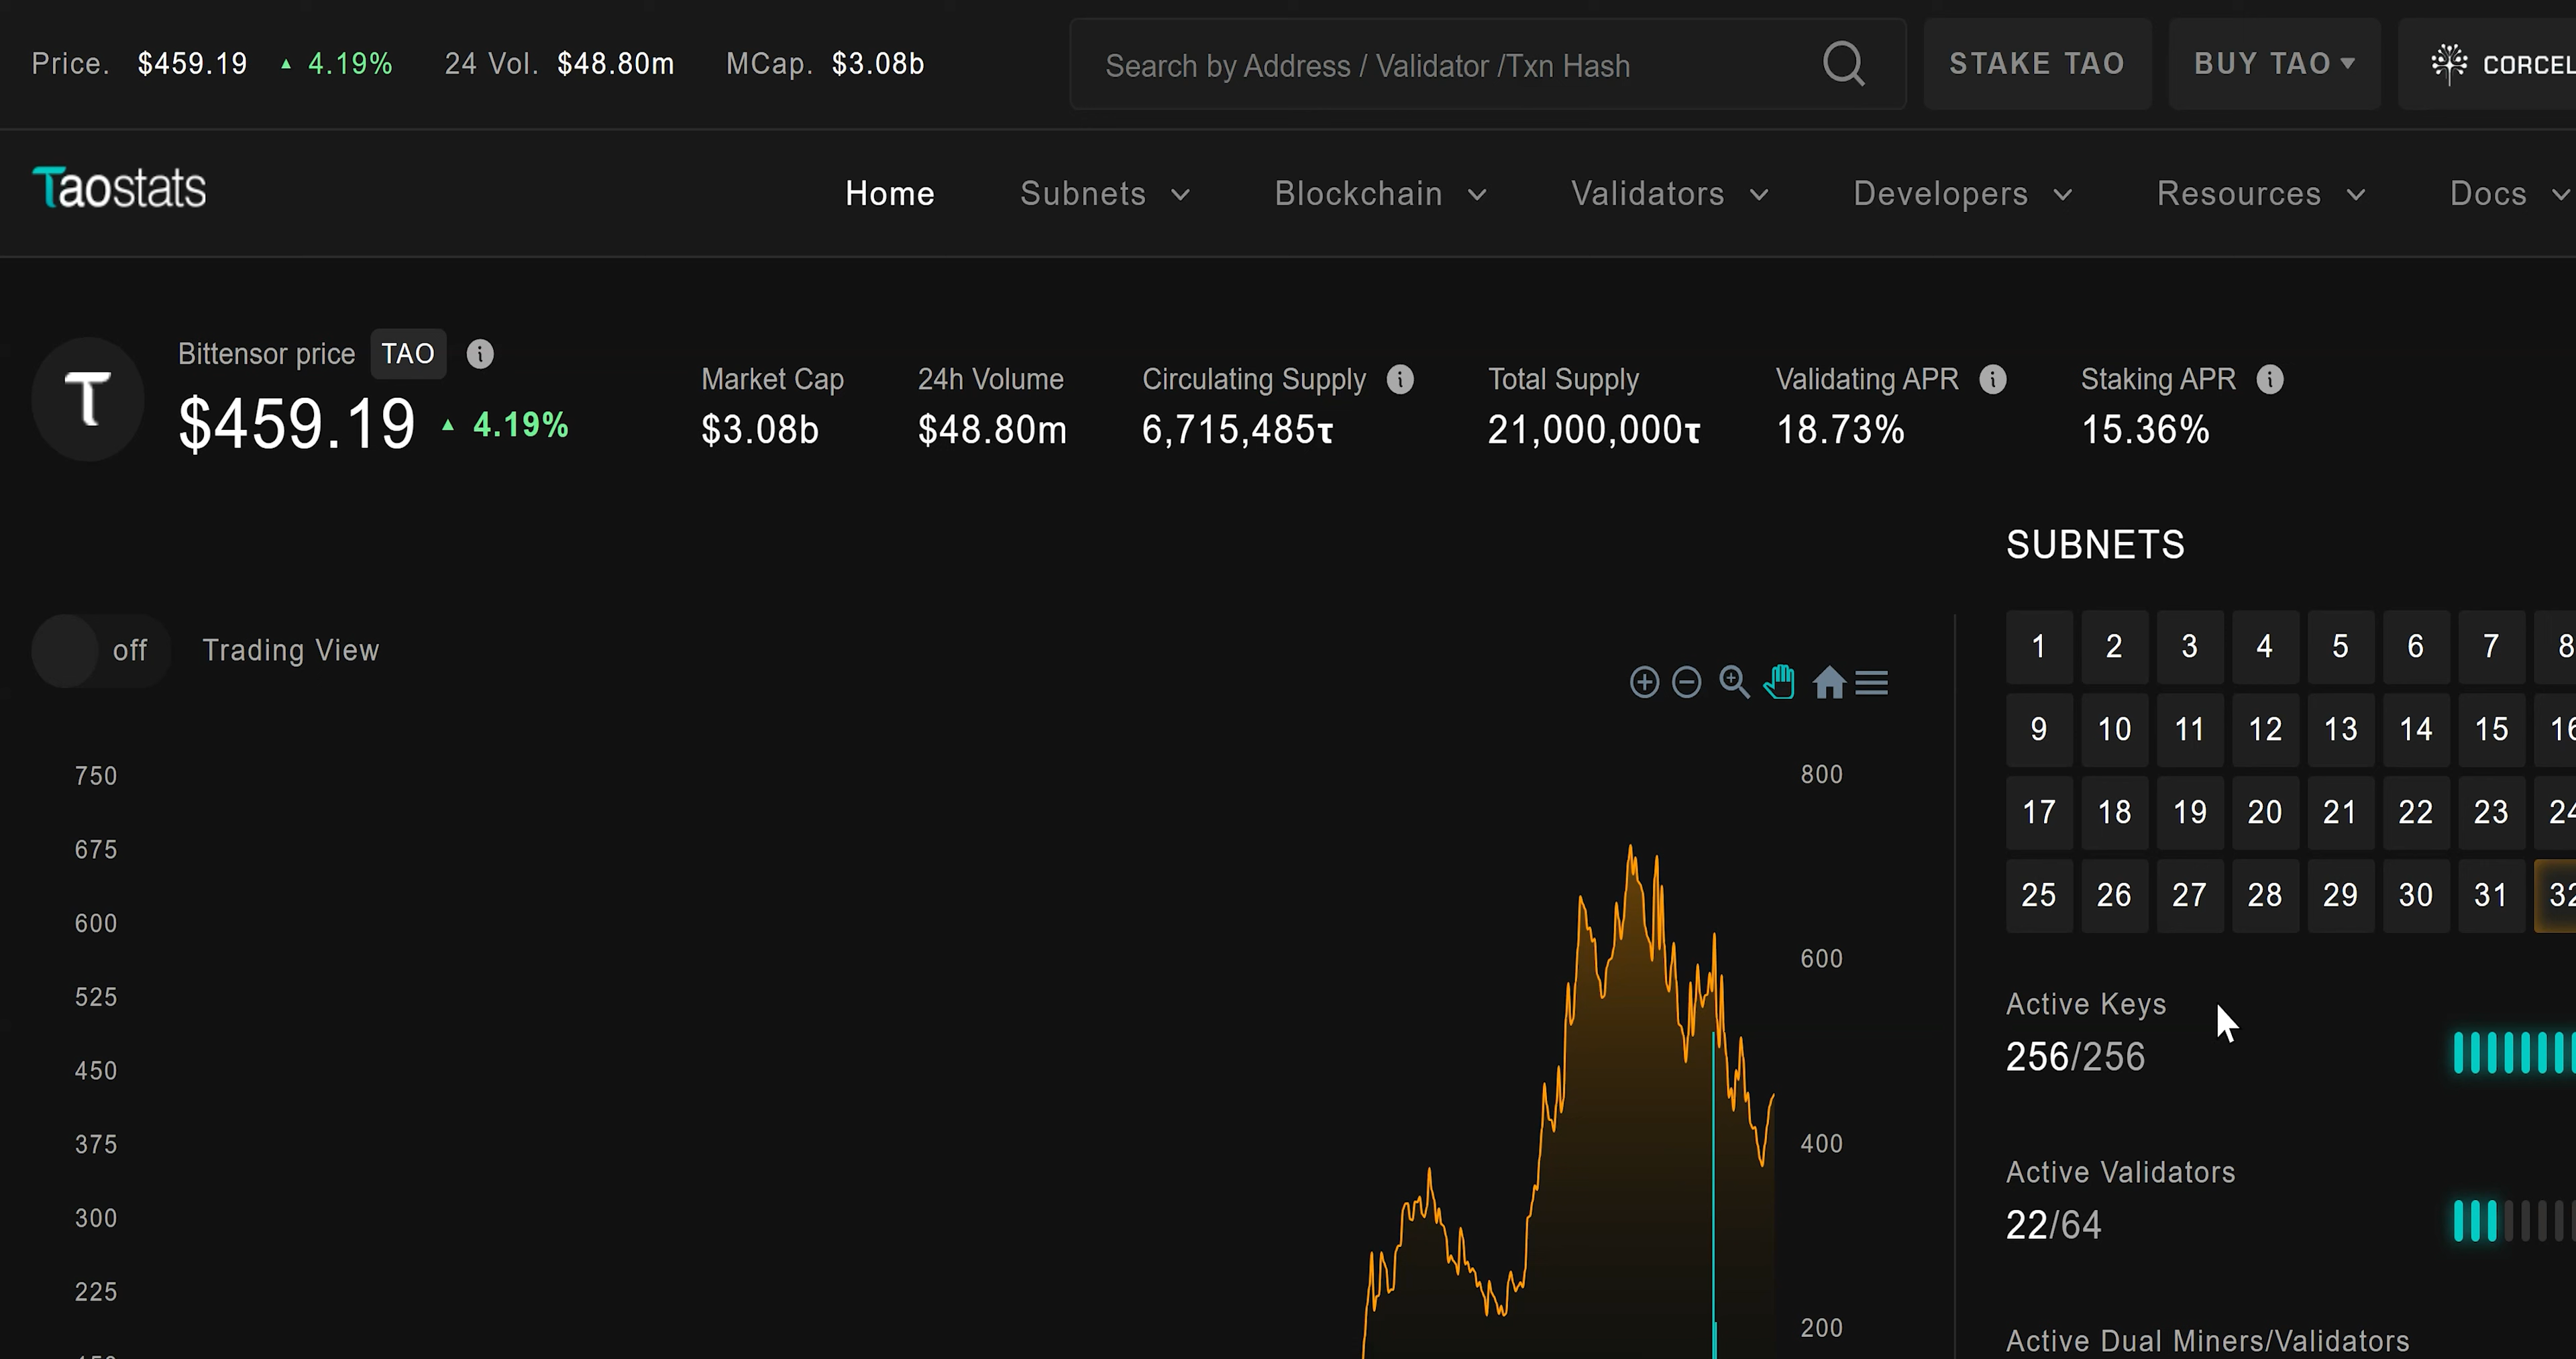 Price. $459.19 ▲ 4.19% 24 Vol. $48.80m MCap. $3.08b
Search by Address / Validator /Txn Hash
STAKE TAO
BUY TAO
CORCEL
Taostats
Home Subnets Blockchain Validators Developers Resources Docs
Bittensor price TAO
$459.19 ▲ 4.19%
Market Cap
$3.08b
24h Volume
$48.80m
Circulating Supply
6,715,485τ
Total Supply
21,000,000τ
Validating APR
18.73%
Staking APR
15.36%
off Trading View
750
675
600
525
450
375
300
225
800
600
400
200
SUBNETS
1 2 3 4 5 6 7 8
9 10 11 12 13 14 15 16
17 18 19 20 21 22 23 24
25 26 27 28 29 30 31 32
Active Keys
256/256
Active Validators
22/64
Active Dual Miners/Validators